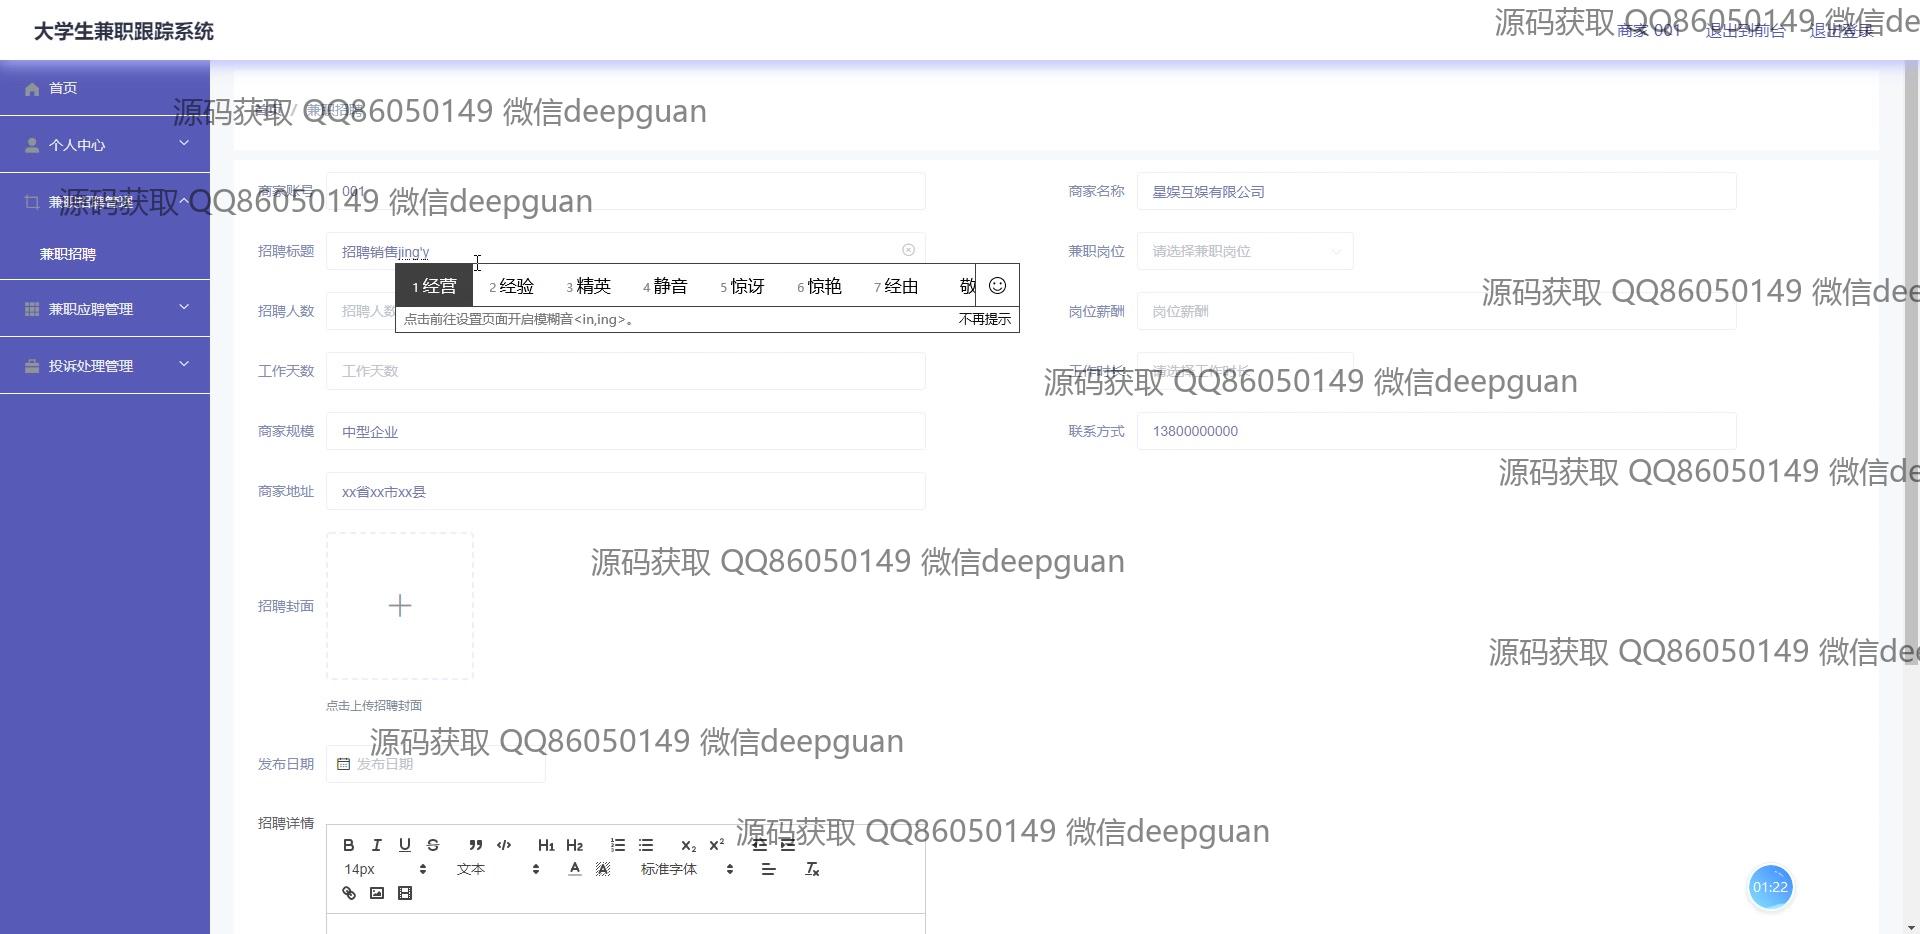 大学生兼职跟踪系统
源码获取 QQ86050149 微信dee
商家 001 退出到前台 退出登录
首页
首页 / 兼职招聘
源码获取 QQ86050149 微信deepguan
个人中心
兼职招聘管理
源码获取 QQ86050149 微信deepguan
商家账号 001
商家名称 星娱互娱有限公司
兼职招聘
招聘标题 招聘销售jing'y
兼职岗位 请选择兼职岗位
1 经营 2 经验 3 精英 4 静音 5 惊讶 6 惊艳 7 经由 敬
点击前往设置页面开启模糊音<in,ing>。 不再提示
源码获取 QQ86050149 微信dee
兼职应聘管理
招聘人数 招聘人数
岗位薪酬 岗位薪酬
投诉处理管理
工作天数 工作天数
工作时长 请选择工作时长
源码获取 QQ86050149 微信deepguan
商家规模 中型企业
联系方式 13800000000
源码获取 QQ86050149 微信de
商家地址 xx省xx市xx县
源码获取 QQ86050149 微信deepguan
招聘封面
源码获取 QQ86050149 微信dee
点击上传招聘封面
源码获取 QQ86050149 微信deepguan
发布日期 发布日期
招聘详情
源码获取 QQ86050149 微信deepguan
B I U S H1 H2 x2 x2
14px 文本 A A 标准字体 Tx
01:22